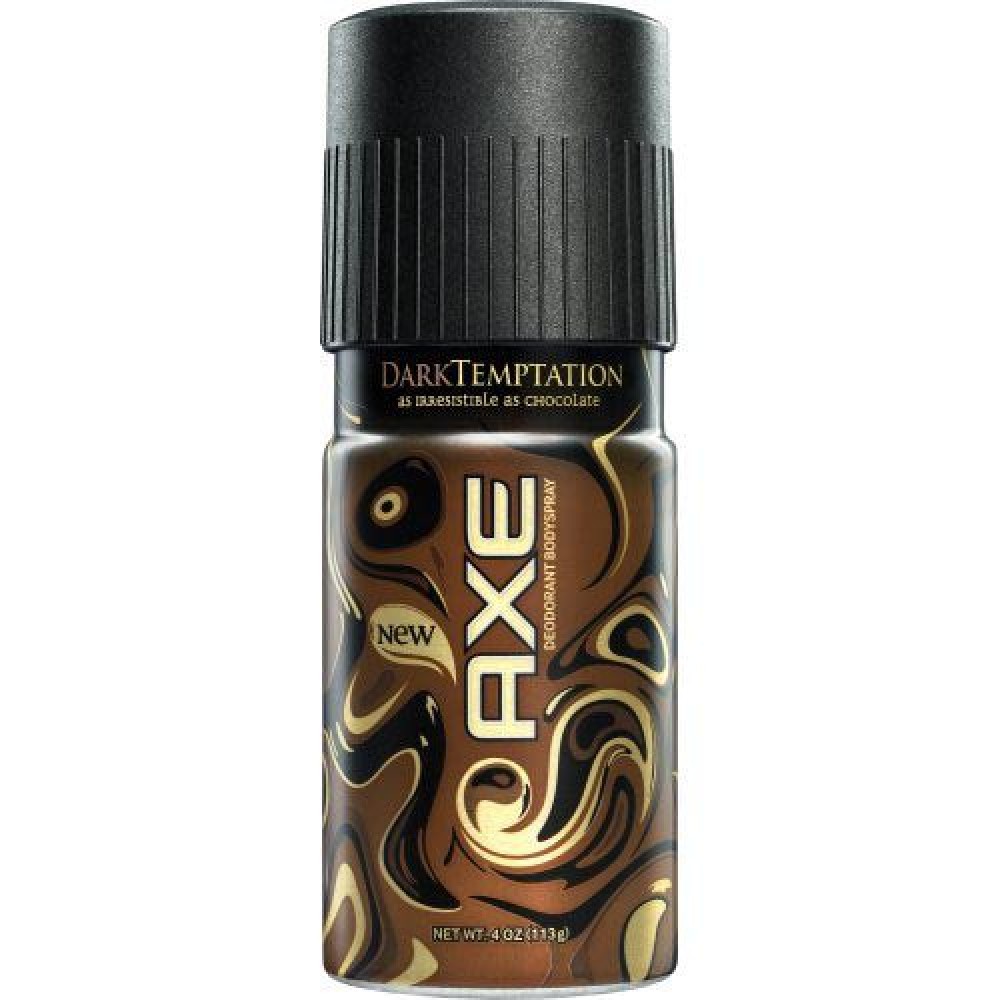 DARKTEMPTATION
as IRRESISTIBLE as CHOCOLATE
AXE
DEODORANT BODYSPRAY
NEW
NET WT. 4 OZ (113g)